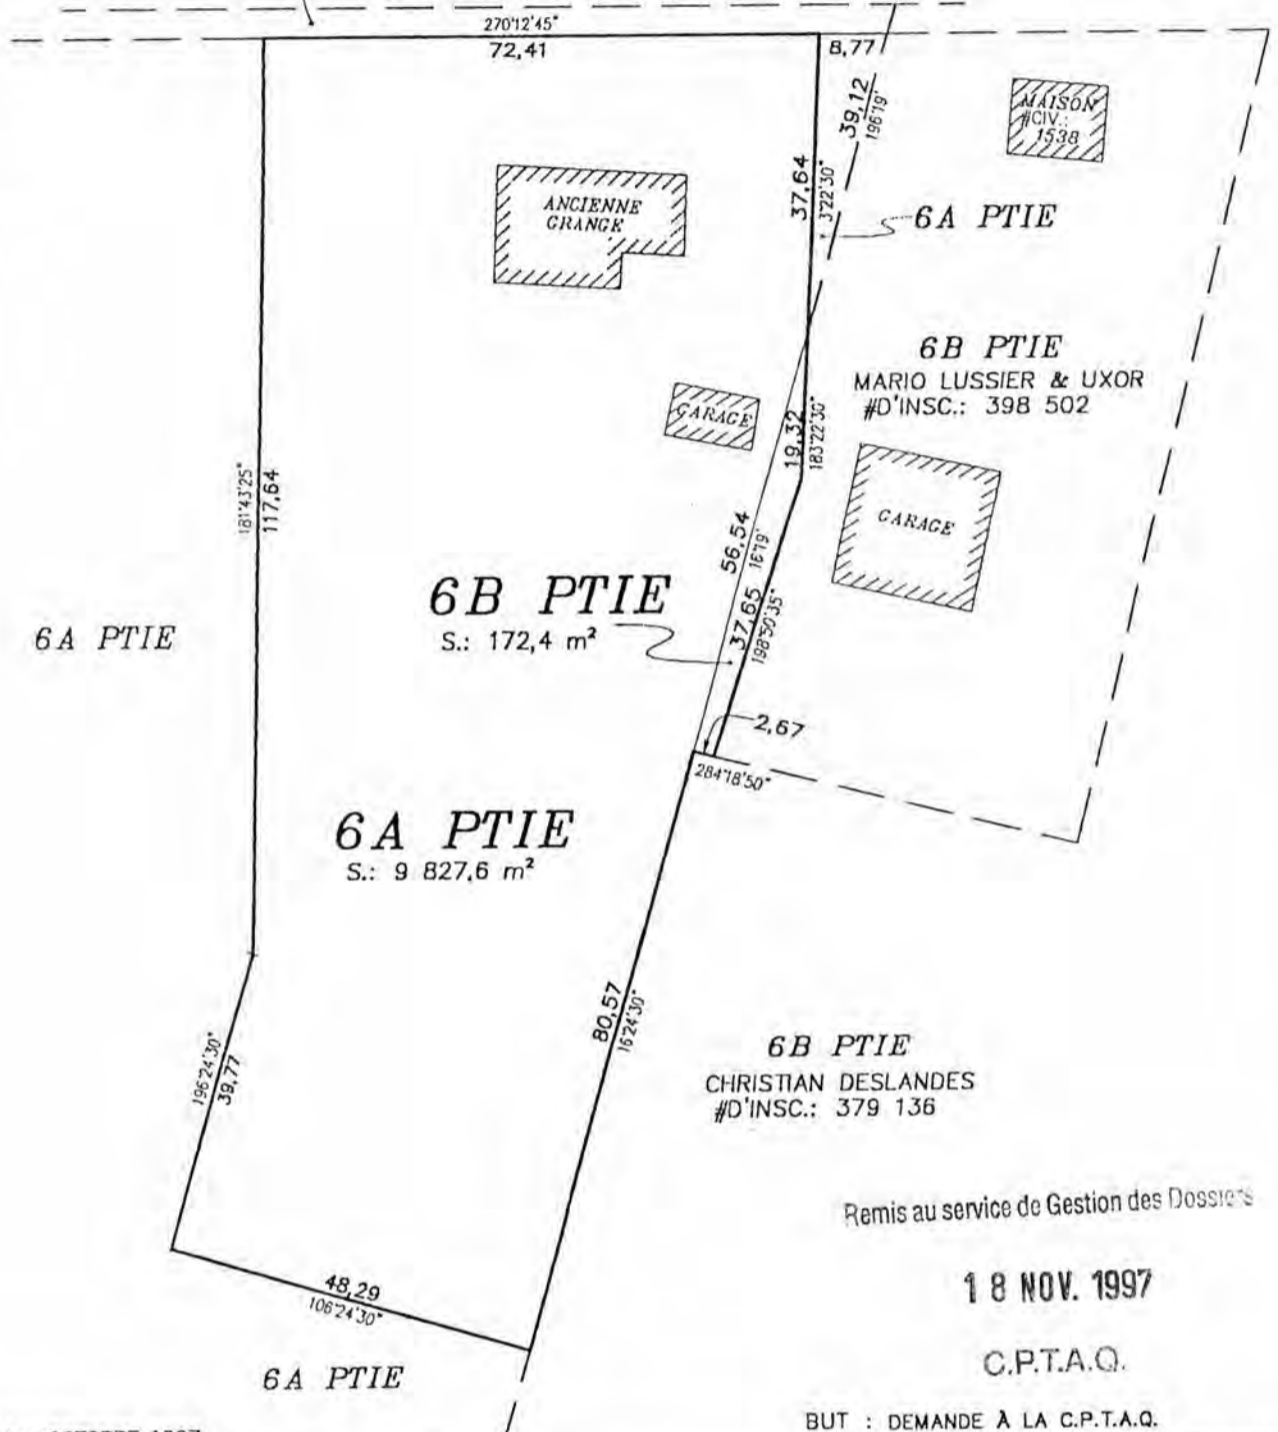 270°12'45"
72,41
8,77
39,12
196°19'
MAISON
#CIV.:
1538
37,64
3°22'30"
6A PTIE
ANCIENNE
GRANGE
6B PTIE
MARIO LUSSIER & UXOR
#D'INSC.: 398 502
GARAGE
19,32
183°22'30"
181°43'25"
117,64
GARAGE
56,54
16°19'
6B PTIE
S.: 172,4 m²
37,65
198°50'35"
6A PTIE
2,67
284°18'50"
6A PTIE
S.: 9 827,6 m²
80,57
16°24'30"
196°24'30"
39,77
6B PTIE
CHRISTIAN DESLANDES
#D'INSC.: 379 136
Remis au service de Gestion des Dossiers
18 NOV. 1997
C.P.T.A.Q.
48,29
106°24'30"
6A PTIE
BUT : DEMANDE À LA C.P.T.A.Q.